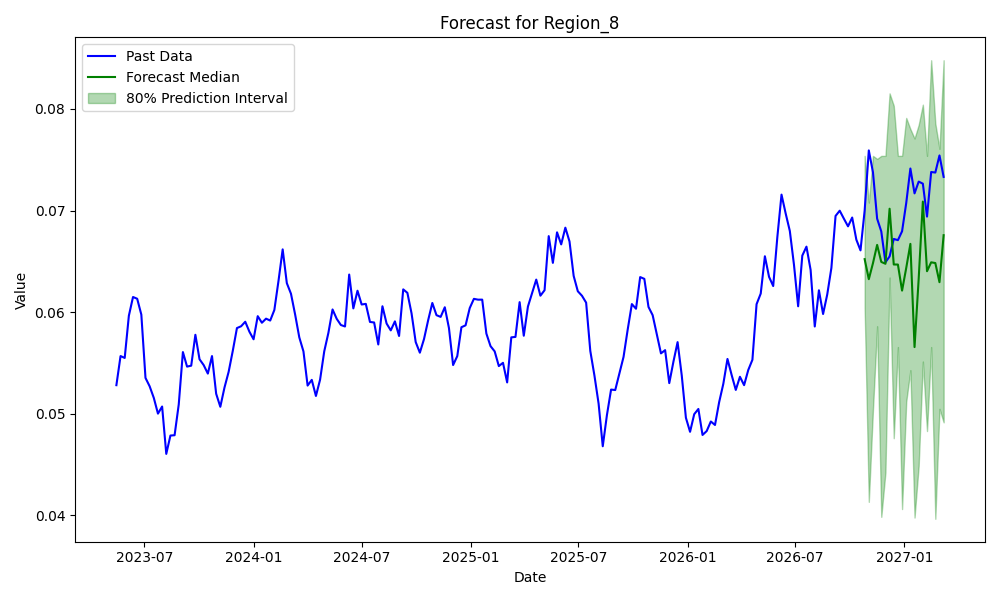 Forecast for Region_8
Past Data
Forecast Median
80% Prediction Interval
Value
0.08
0.07
0.06
0.05
0.04
2023-07
2024-01
2024-07
2025-01
2025-07
2026-01
2026-07
2027-01
Date